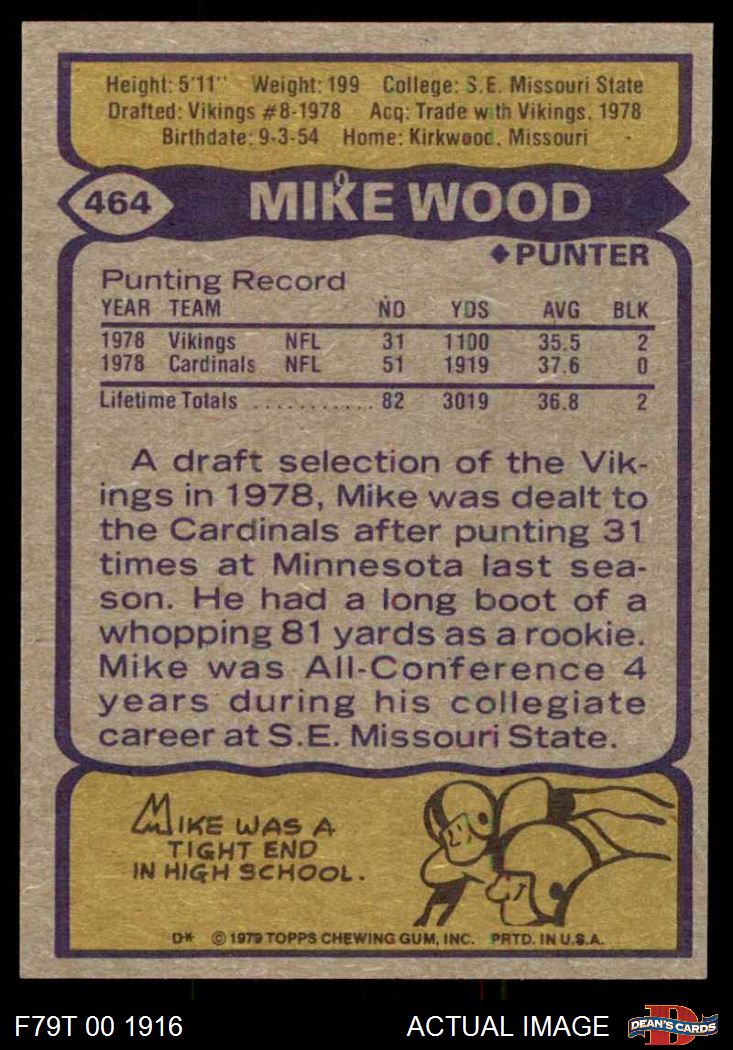 Height: 5'11" Weight: 199 College: S.E. Missouri State
Drafted: Vikings #8-1978 Acq: Trade with Vikings, 1978
Birthdate: 9-3-54 Home: Kirkwood, Missouri
464 MIKE WOOD
♦PUNTER
Punting Record
YEAR TEAM NO YDS AVG BLK
1978 Vikings NFL 31 1100 35.5 2
1978 Cardinals NFL 51 1919 37.6 0
Lifetime Totals ........... 82 3019 36.8 2
A draft selection of the Vik-
ings in 1978, Mike was dealt to
the Cardinals after punting 31
times at Minnesota last sea-
son. He had a long boot of a
whopping 81 yards as a rookie.
Mike was All-Conference 4
years during his collegiate
career at S.E. Missouri State.
MIKE WAS A
TIGHT END
IN HIGH SCHOOL.
D* © 1979 TOPPS CHEWING GUM, INC. PRTD. IN U.S.A.
F79T 00 1916 ACTUAL IMAGE DEAN'S CARDS